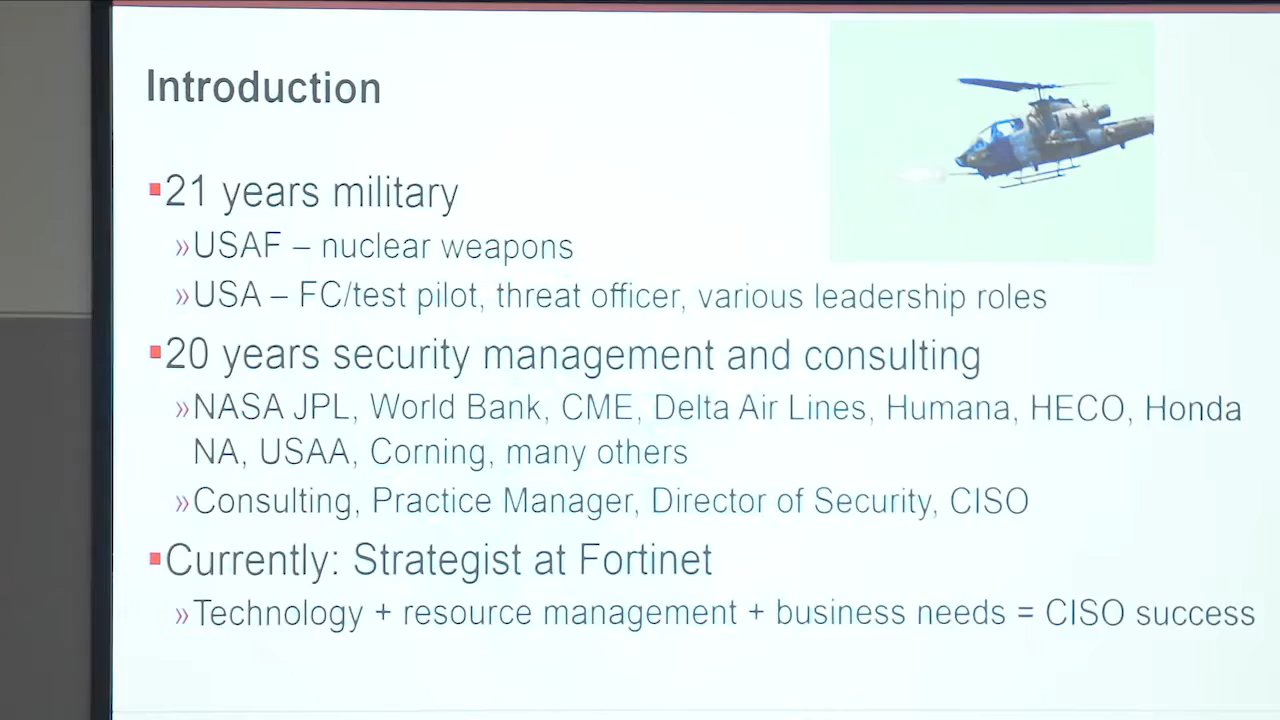 Introduction
▪21 years military
»USAF – nuclear weapons
»USA – FC/test pilot, threat officer, various leadership roles
▪20 years security management and consulting
»NASA JPL, World Bank, CME, Delta Air Lines, Humana, HECO, Honda
NA, USAA, Corning, many others
»Consulting, Practice Manager, Director of Security, CISO
▪Currently: Strategist at Fortinet
»Technology + resource management + business needs = CISO success